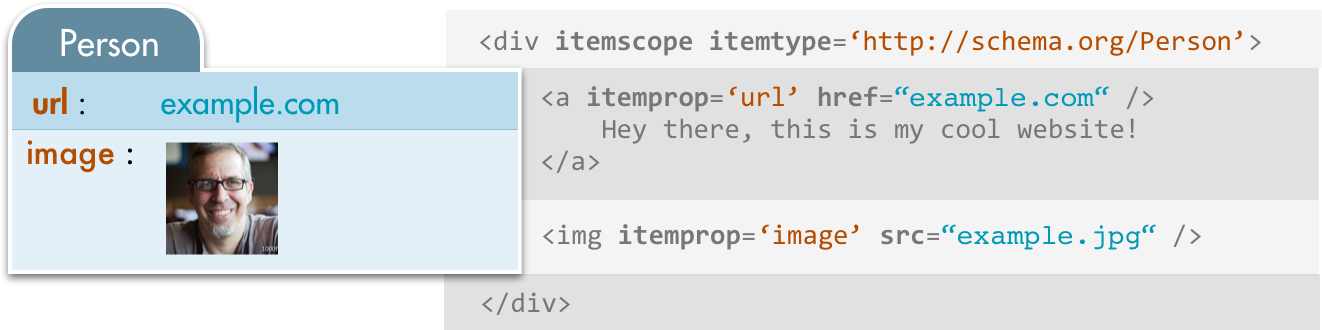 Person
url :
example.com
image :
<div itemscope itemtype=‘http://schema.org/Person’>
<a itemprop=‘url’ href=“example.com“ />
Hey there, this is my cool website!
</a>
<img itemprop=‘image’ src=“example.jpg“ />
</div>